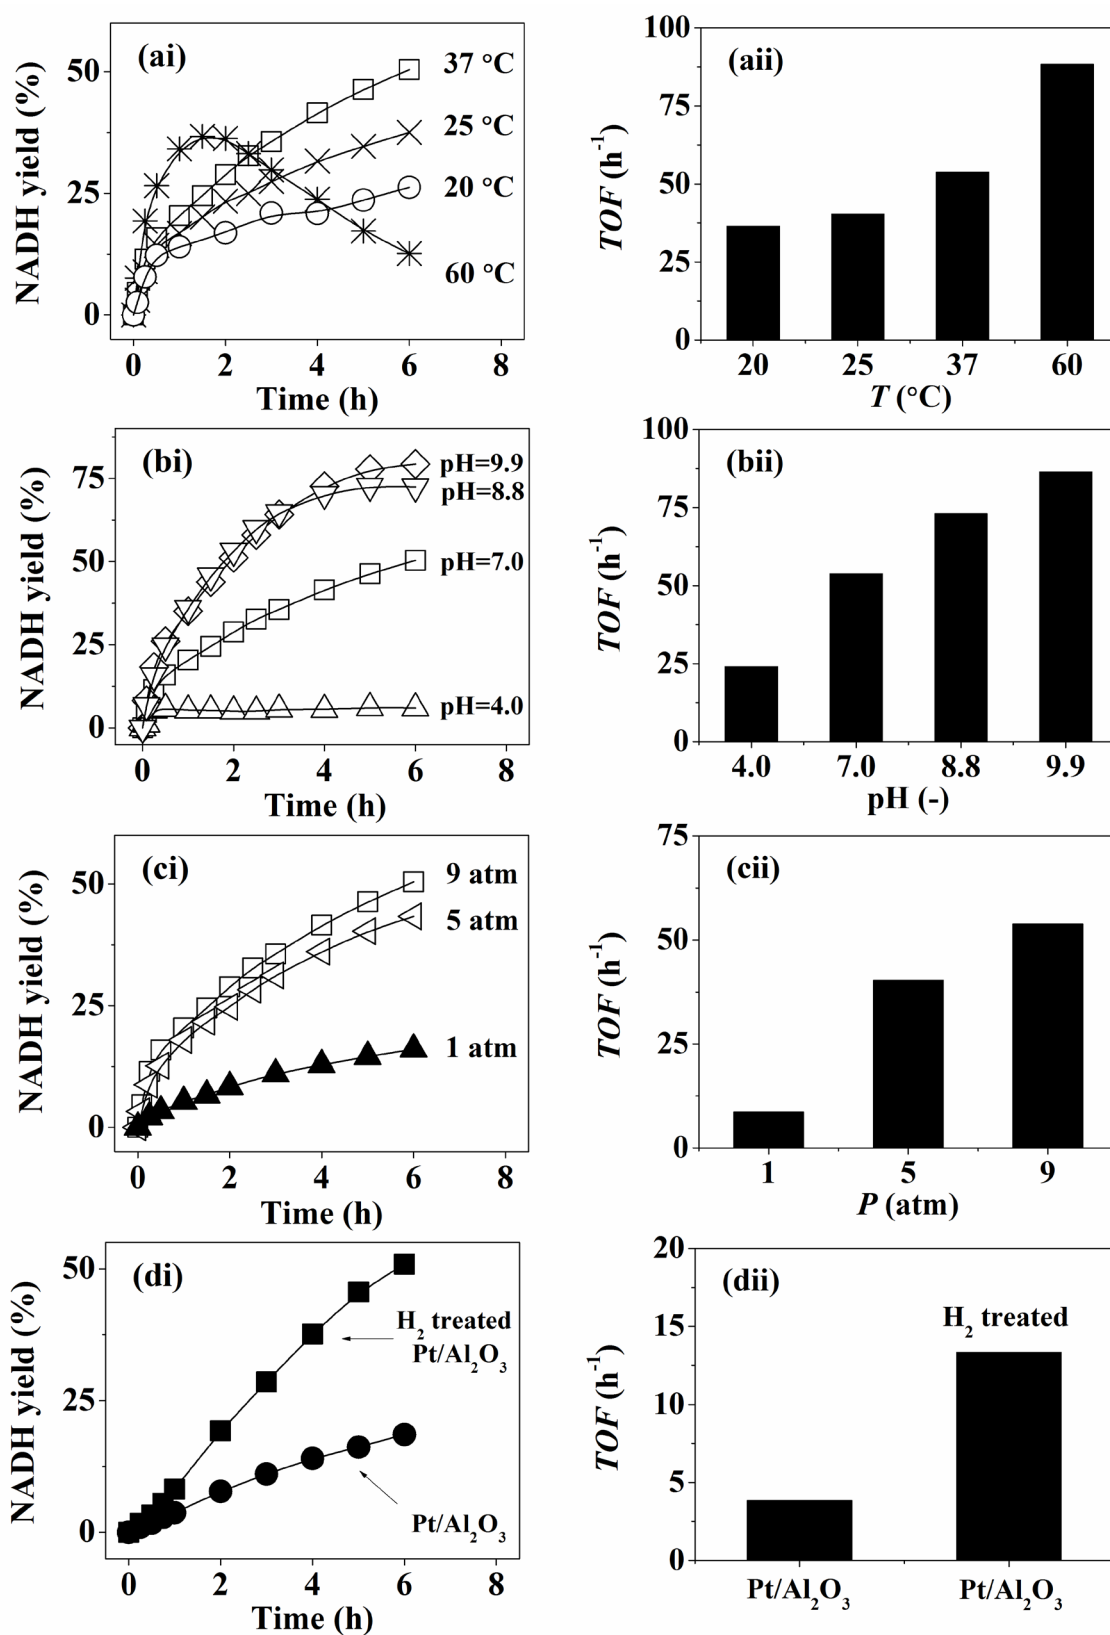 (ai)
NADH yield (%)
50
25
0
37 °C
25 °C
20 °C
60 °C
0 2 4 6 8
Time (h)
(aii)
TOF (h-1)
100
75
50
25
0
20 25 37 60
T (°C)
(bi)
NADH yield (%)
75
50
25
0
pH=9.9
pH=8.8
pH=7.0
pH=4.0
0 2 4 6 8
Time (h)
(bii)
TOF (h-1)
100
75
50
25
0
4.0 7.0 8.8 9.9
pH (-)
(ci)
NADH yield (%)
50
25
0
9 atm
5 atm
1 atm
0 2 4 6 8
Time (h)
(cii)
TOF (h-1)
75
50
25
0
1 5 9
P (atm)
(di)
NADH yield (%)
50
25
0
H2 treated
Pt/Al2O3
Pt/Al2O3
0 2 4 6 8
Time (h)
(dii)
TOF (h-1)
20
15
10
5
0
H2 treated
Pt/Al2O3 Pt/Al2O3